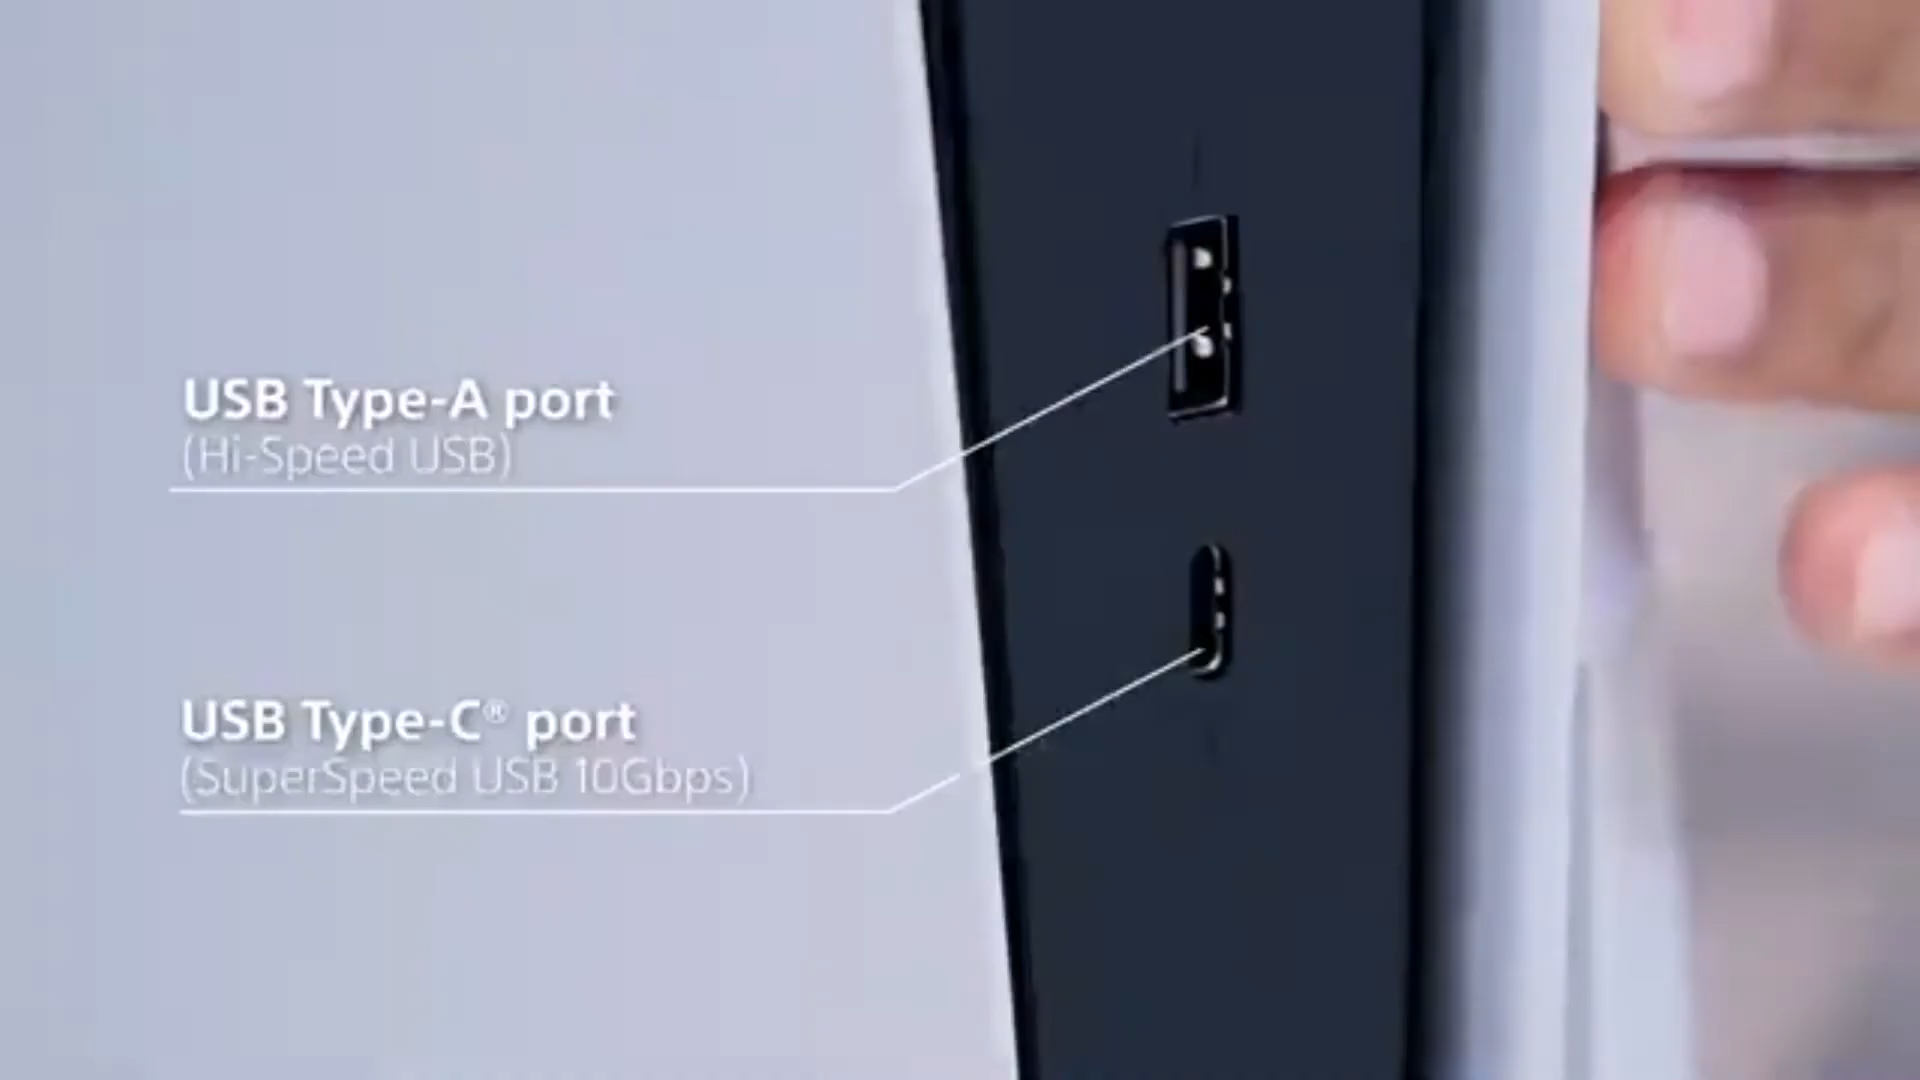 USB Type-A port
(Hi-Speed USB)
USB Type-C® port
(SuperSpeed USB 10Gbps)